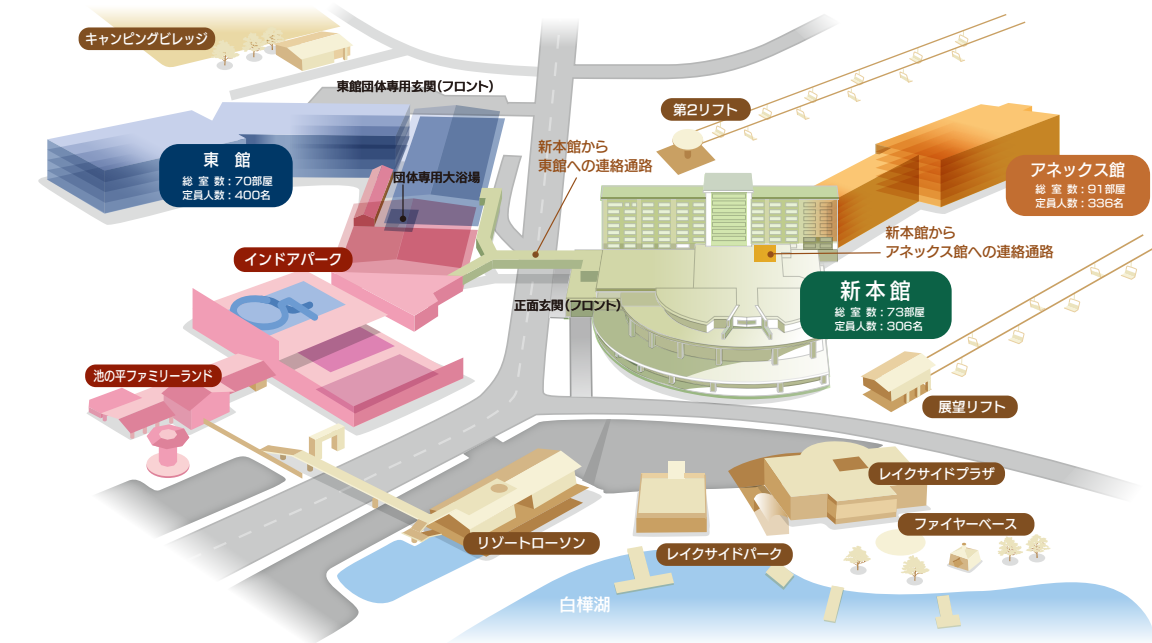 キャンピングビレッジ
東館団体専用玄関(フロント)
第2リフト
東 館
総 室 数 : 70部屋
定員人数 : 400名
団体専用大浴場
新本館から
東館への連絡通路
アネックス館
総 室 数 : 91部屋
定員人数 : 336名
新本館から
アネックス館への連絡通路
インドアパーク
正面玄関(フロント)
新本館
総 室 数 : 73部屋
定員人数 : 306名
池の平ファミリーランド
展望リフト
レイクサイドプラザ
ファイヤーベース
リゾートローソン
レイクサイドパーク
白樺湖